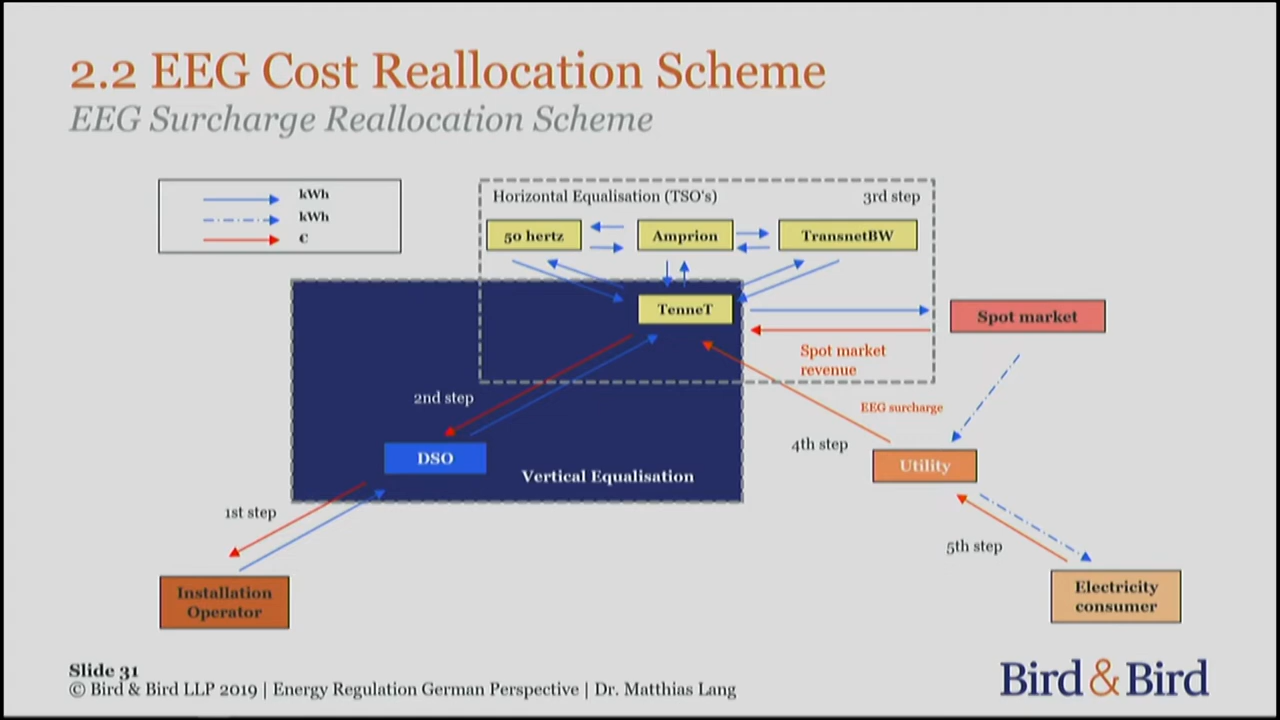 2.2 EEG Cost Reallocation Scheme
EEG Surcharge Reallocation Scheme
kWh
kWh
€
Horizontal Equalisation (TSO's)
3rd step
50 hertz
Amprion
TransnetBW
TenneT
Spot market
Spot market
revenue
2nd step
EEG surcharge
4th step
DSO
Vertical Equalisation
Utility
1st step
5th step
Installation
Operator
Electricity
consumer
Slide 31
© Bird & Bird LLP 2019 | Energy Regulation German Perspective | Dr. Matthias Lang
Bird & Bird